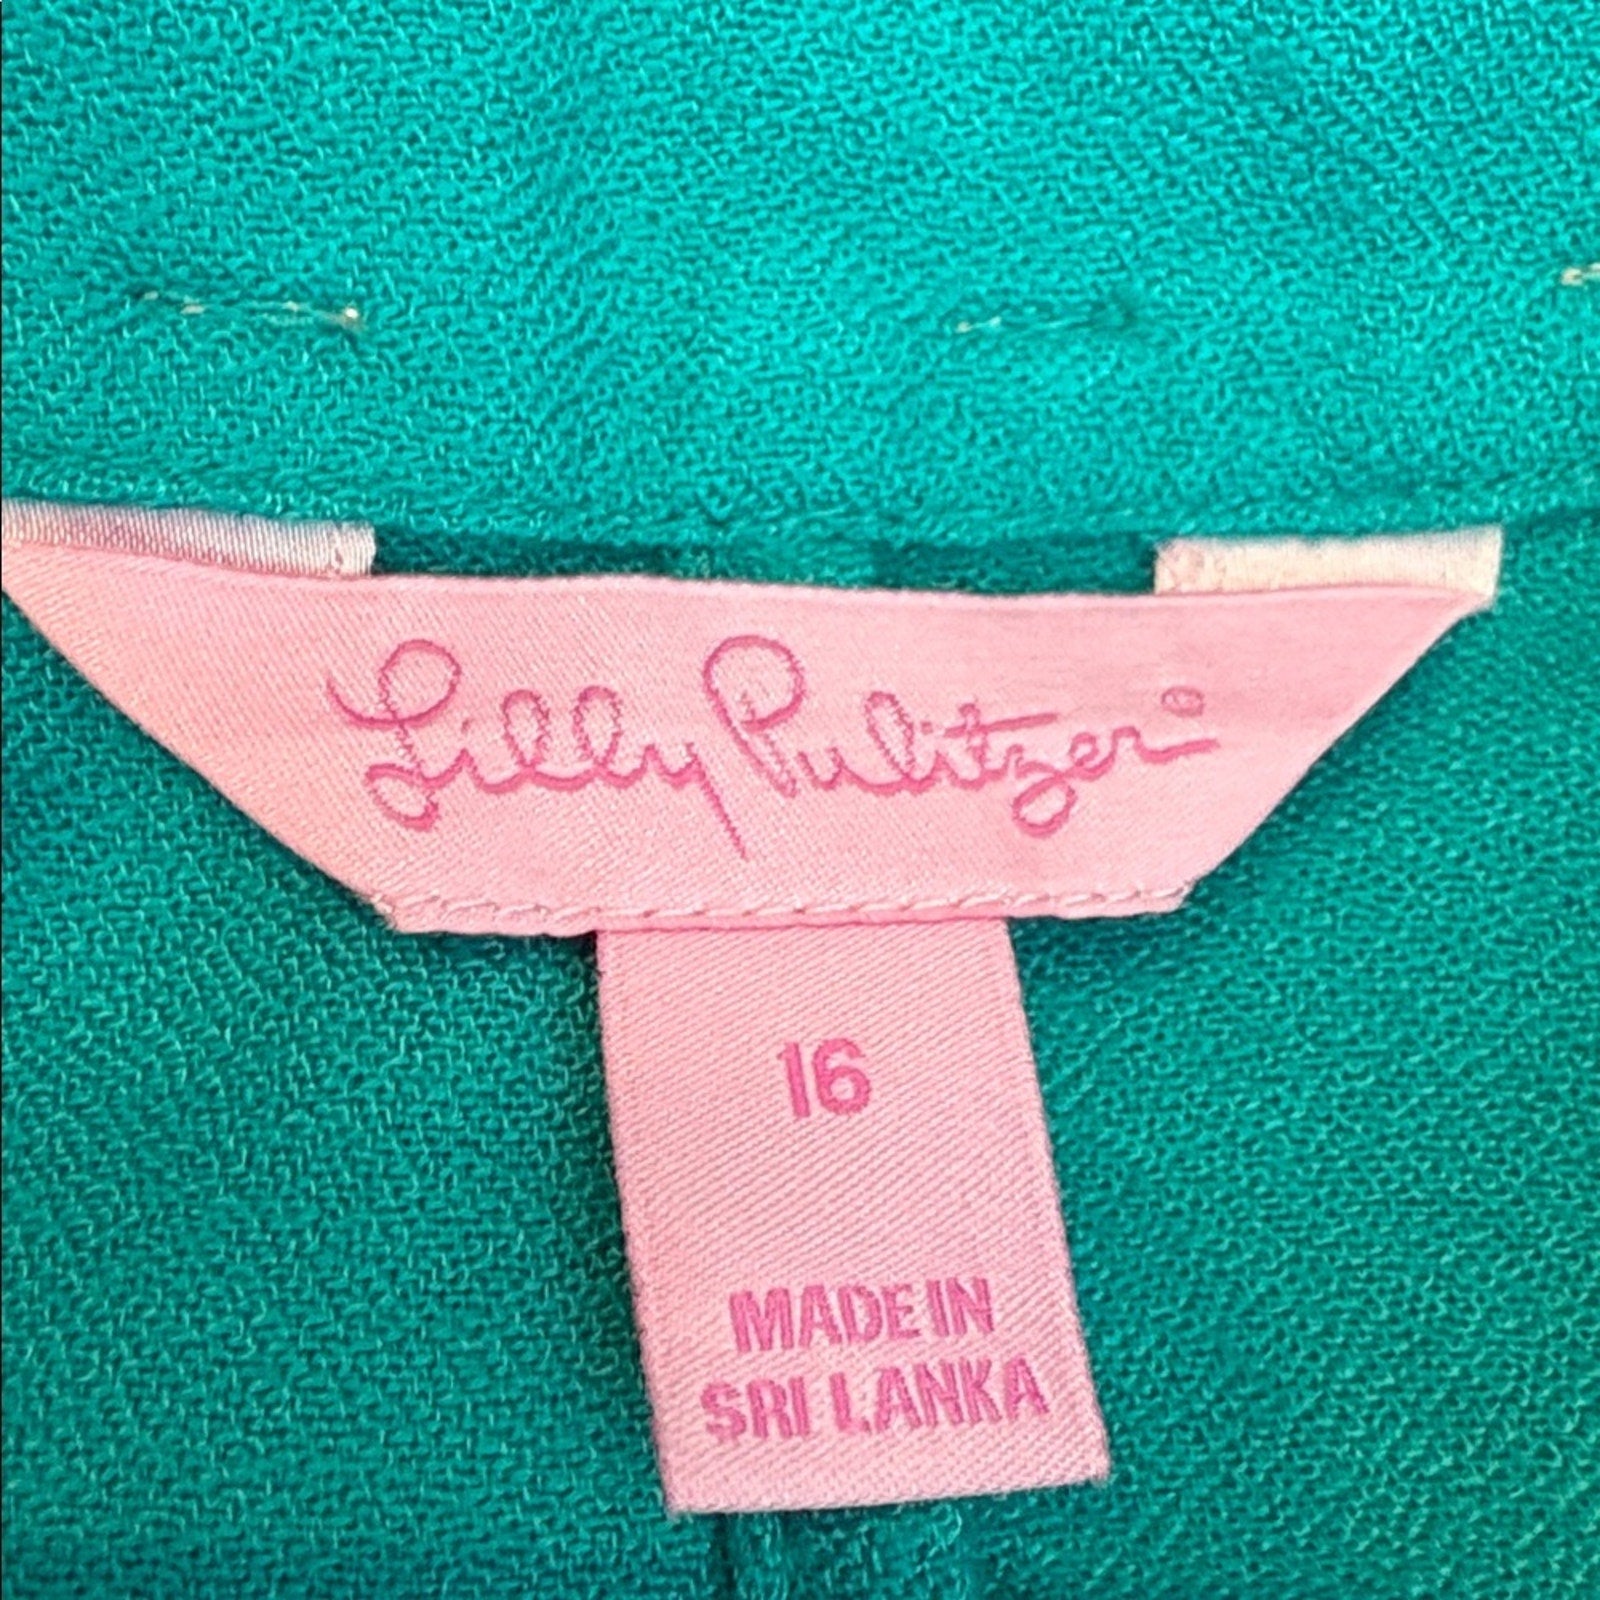 Lilly Pulitzer®
16
MADE IN
SRI LANKA